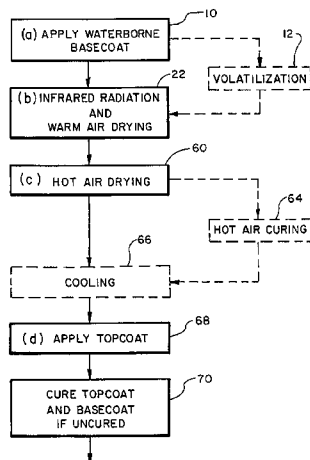 10
(a) APPLY WATERBORNE
BASECOAT
12
VOLATILIZATION
22
(b) INFRARED RADIATION
AND
WARM AIR DRYING
60
(c) HOT AIR DRYING
64
HOT AIR CURING
66
COOLING
68
(d) APPLY TOPCOAT
70
CURE TOPCOAT
AND BASECOAT
IF UNCURED